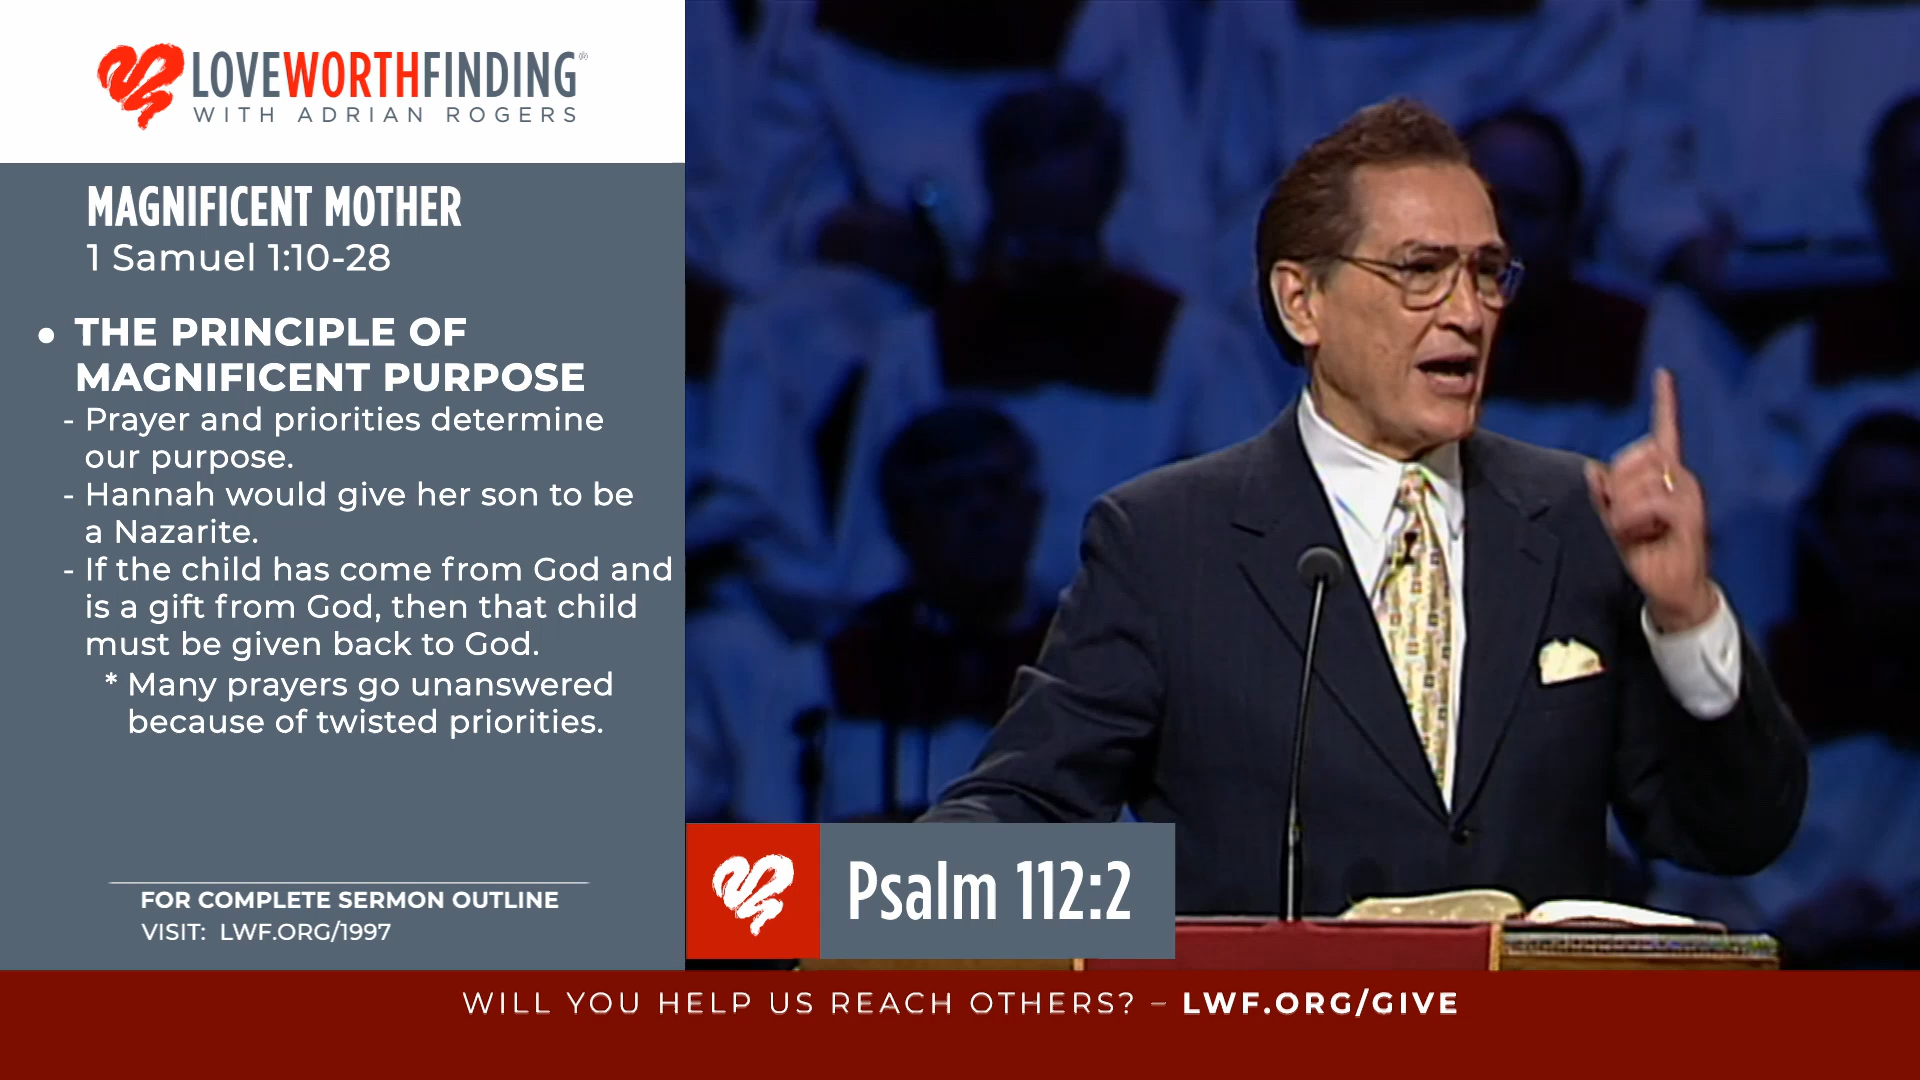 LOVEWORTHFINDING®
WITH ADRIAN ROGERS
MAGNIFICENT MOTHER
1 Samuel 1:10-28
• THE PRINCIPLE OF
MAGNIFICENT PURPOSE
- Prayer and priorities determine
our purpose.
- Hannah would give her son to be
a Nazarite.
- If the child has come from God and
is a gift from God, then that child
must be given back to God.
* Many prayers go unanswered
because of twisted priorities.
FOR COMPLETE SERMON OUTLINE
VISIT: LWF.ORG/1997
Psalm 112:2
WILL YOU HELP US REACH OTHERS? – LWF.ORG/GIVE